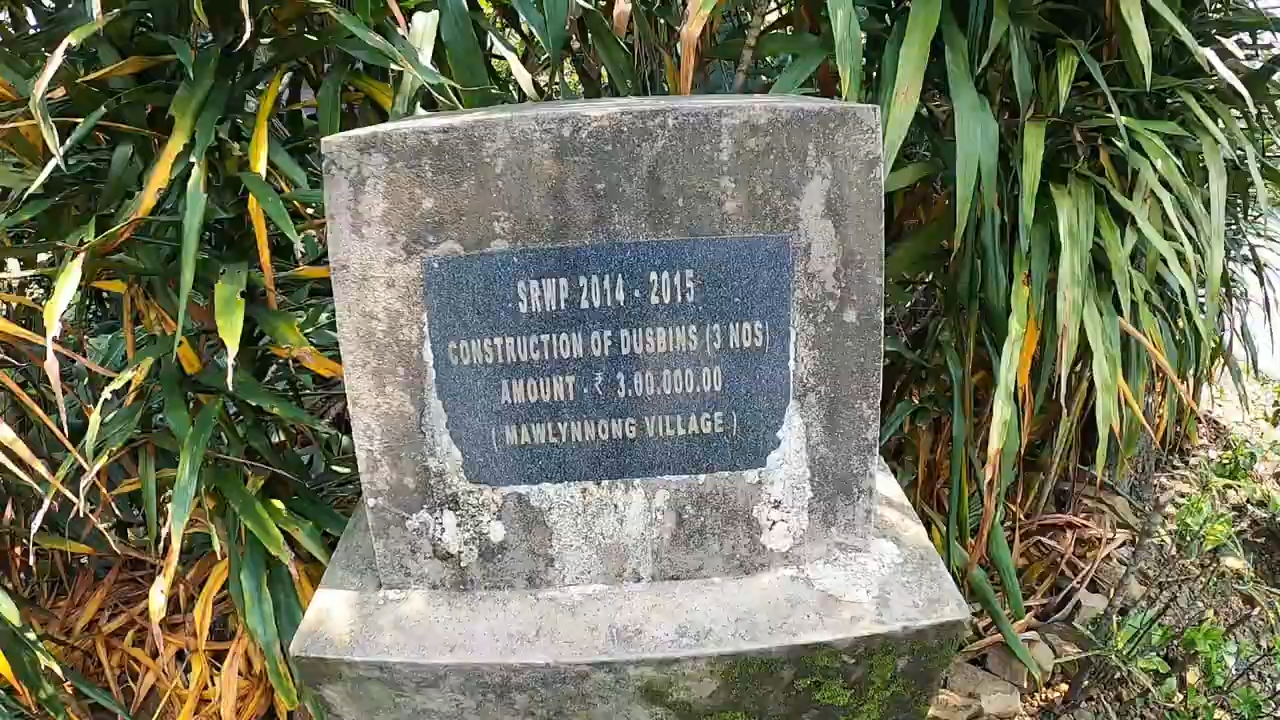 SRWP 2014 - 2015
CONSTRUCTION OF DUSBINS (3 NOS)
AMOUNT - ₹ 3.00.000.00
( MAWLYNNONG VILLAGE )